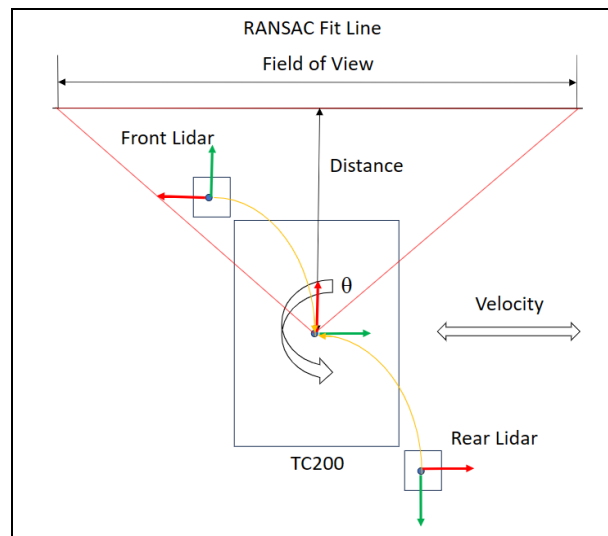 RANSAC Fit Line
Field of View
Front Lidar
Distance
θ
Velocity
Rear Lidar
TC200